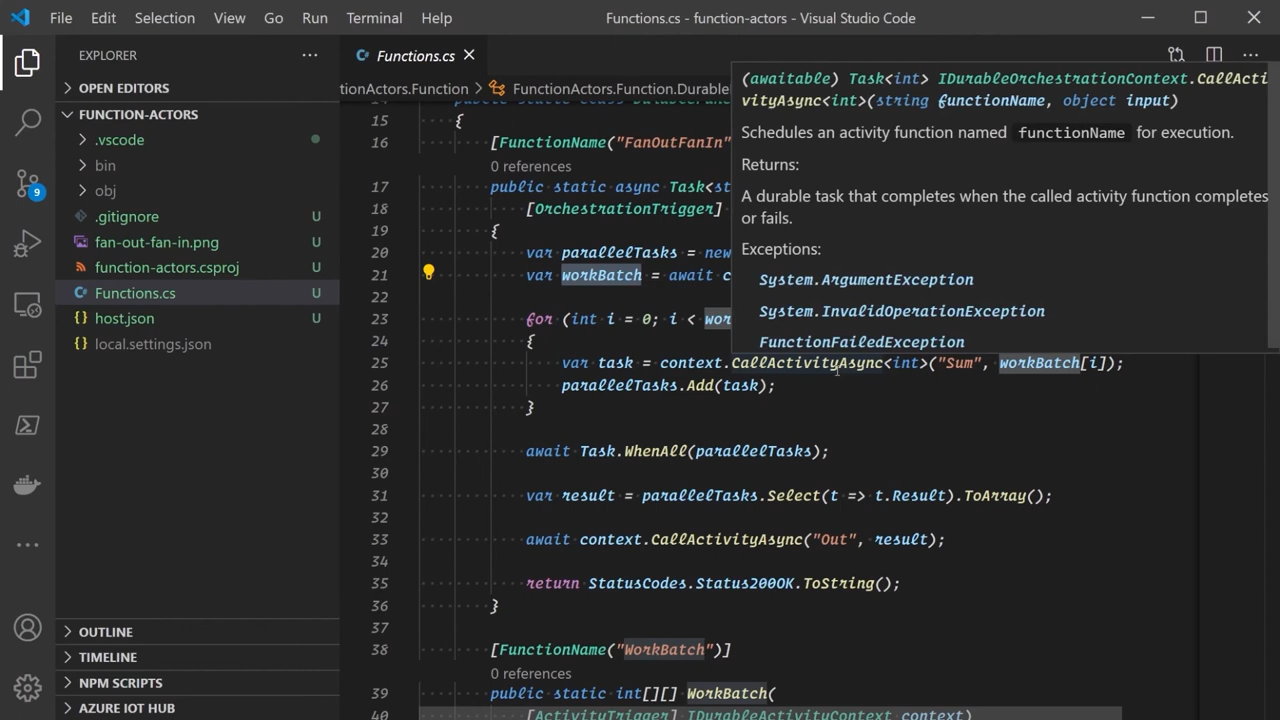 File Edit Selection View Go Run Terminal Help Functions.cs - function-actors - Visual Studio Code
EXPLORER
OPEN EDITORS
FUNCTION-ACTORS
.vscode
bin
obj
.gitignore U
fan-out-fan-in.png U
function-actors.csproj U
Functions.cs U
host.json U
local.settings.json
OUTLINE
TIMELINE
NPM SCRIPTS
AZURE IOT HUB
9
Functions.cs
tionActors.Function > FunctionActors.Function.Durable
15 {
16 [FunctionName("FanOutFanIn"
0 references
17 public static async Task<st
18 [OrchestrationTrigger]
19 {
20 var parallelTasks = new
21 var workBatch = await c
22
23 for (int i = 0; i < wor
24 {
25 var task = context.CallActivityAsync<int>("Sum", workBatch[i]);
26 parallelTasks.Add(task);
27 }
28
29 await Task.WhenAll(parallelTasks);
30
31 var result = parallelTasks.Select(t => t.Result).ToArray();
32
33 await context.CallActivityAsync("Out", result);
34
35 return StatusCodes.Status200OK.ToString();
36 }
37
38 [FunctionName("WorkBatch")]
0 references
39 public static int[][] WorkBatch(
40 [ActivityTrigger] IDurableActivityContext context)
(awaitable) Task<int> IDurableOrchestrationContext.CallActi
vityAsync<int>(string functionName, object input)
Schedules an activity function named functionName for execution.
Returns:
A durable task that completes when the called activity function completes
or fails.
Exceptions:
System.ArgumentException
System.InvalidOperationException
FunctionFailedException